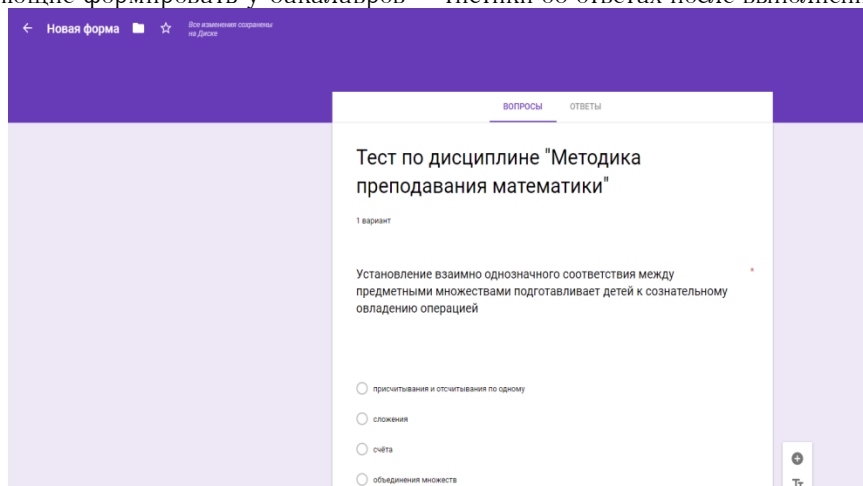 Новая форма
Все изменения сохранены
на Диске
ВОПРОСЫ ОТВЕТЫ
Тест по дисциплине "Методика
преподавания математики"
1 вариант
Установление взаимно однозначного соответствия между *
предметными множествами подготавливает детей к сознательному
овладению операцией
присчитывания и отсчитывания по одному
сложения
счёта
объединения множеств